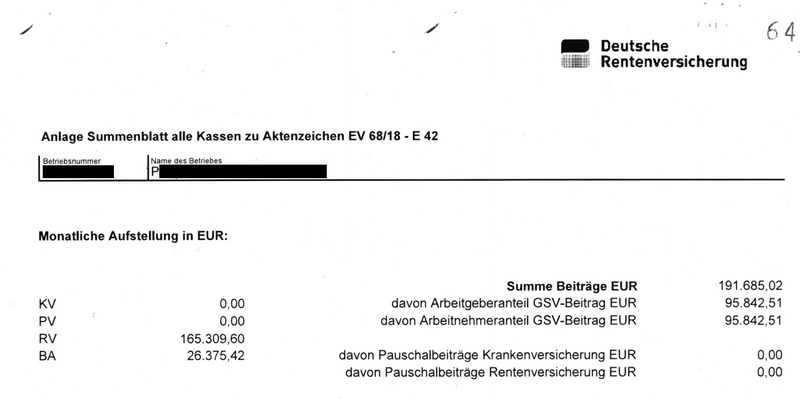 64
Deutsche
Rentenversicherung
Anlage Summenblatt alle Kassen zu Aktenzeichen EV 68/18 - E 42
Betriebsnummer Name des Betriebes
P
Monatliche Aufstellung in EUR:
Summe Beiträge EUR 191.685,02
KV 0,00 davon Arbeitgeberanteil GSV-Beitrag EUR 95.842,51
PV 0,00 davon Arbeitnehmeranteil GSV-Beitrag EUR 95.842,51
RV 165.309,60
BA 26.375,42 davon Pauschalbeiträge Krankenversicherung EUR 0,00
davon Pauschalbeiträge Rentenversicherung EUR 0,00